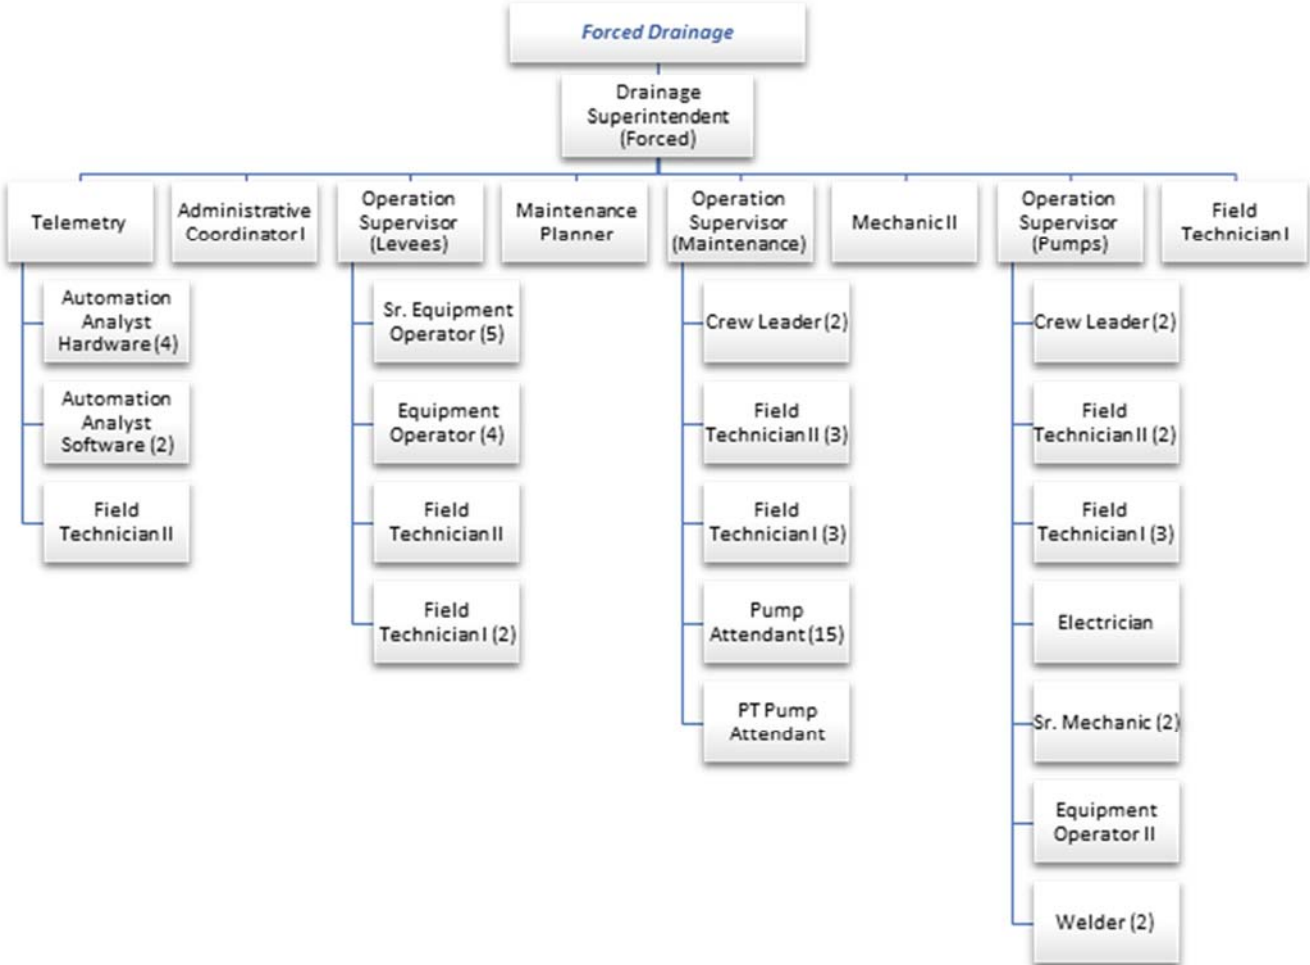 Forced Drainage
Drainage
Superintendent
(Forced)
Telemetry
Administrative
Coordinator I
Operation
Supervisor
(Levees)
Maintenance
Planner
Operation
Supervisor
(Maintenance)
Mechanic II
Operation
Supervisor
(Pumps)
Field
Technician I
Automation
Analyst
Hardware (4)
Automation
Analyst
Software (2)
Field
Technician II
Sr. Equipment
Operator (5)
Equipment
Operator (4)
Field
Technician II
Field
Technician I (2)
Crew Leader (2)
Field
Technician II (3)
Field
Technician I (3)
Pump
Attendant (15)
PT Pump
Attendant
Crew Leader (2)
Field
Technician II (2)
Field
Technician I (3)
Electrician
Sr. Mechanic (2)
Equipment
Operator II
Welder (2)